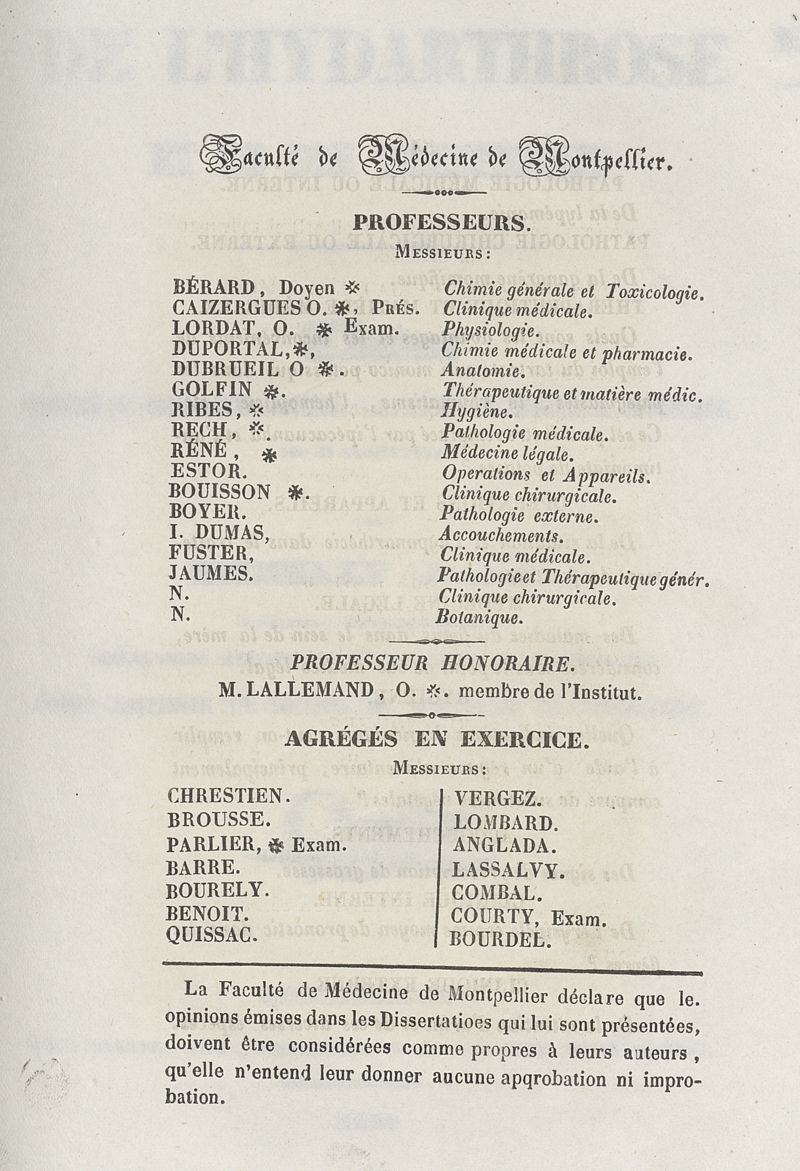 Faculté de Médecine de Montpellier.
PROFESSEURS.
MESSIEURS:
BÉRARD, Doyen ❋ Chimie générale et Toxicologie.
CAIZERGUES O. ❋, PRÉS. Clinique médicale.
LORDAT, O. ❋ Exam. Physiologie.
DUPORTAL, ❋, Chimie médicale et pharmacie.
DUBRUEIL O ❋. Anatomie.
GOLFIN ❋. Thérapeutique et matière médic.
RIBES, ❋ Hygiène.
RECH, ❋. Pathologie médicale.
RÉNÉ, ❋ Médecine légale.
ESTOR. Operations et Appareils.
BOUISSON ❋. Clinique chirurgicale.
BOYER. Pathologie externe.
I. DUMAS, Accouchements.
FUSTER, Clinique médicale.
JAUMES. Pathologie et Thérapeutique génér.
N. Clinique chirurgicale.
N. Botanique.
PROFESSEUR HONORAIRE.
M. LALLEMAND, O. ❋. membre de l'Institut.
AGRÉGÉS EN EXERCICE.
MESSIEURS:
CHRESTIEN. VERGEZ.
BROUSSE. LOMBARD.
PARLIER, ❋ Exam. ANGLADA.
BARRE. LASSALVY.
BOURELY. COMBAL.
BENOIT. COURTY, Exam.
QUISSAC. BOURDEL.
La Faculté de Médecine de Montpellier déclare que le.
opinions émises dans les Dissertatioes qui lui sont présentées,
doivent être considérées comme propres à leurs auteurs,
qu'elle n'entend leur donner aucune apqrobation ni impro-
bation.